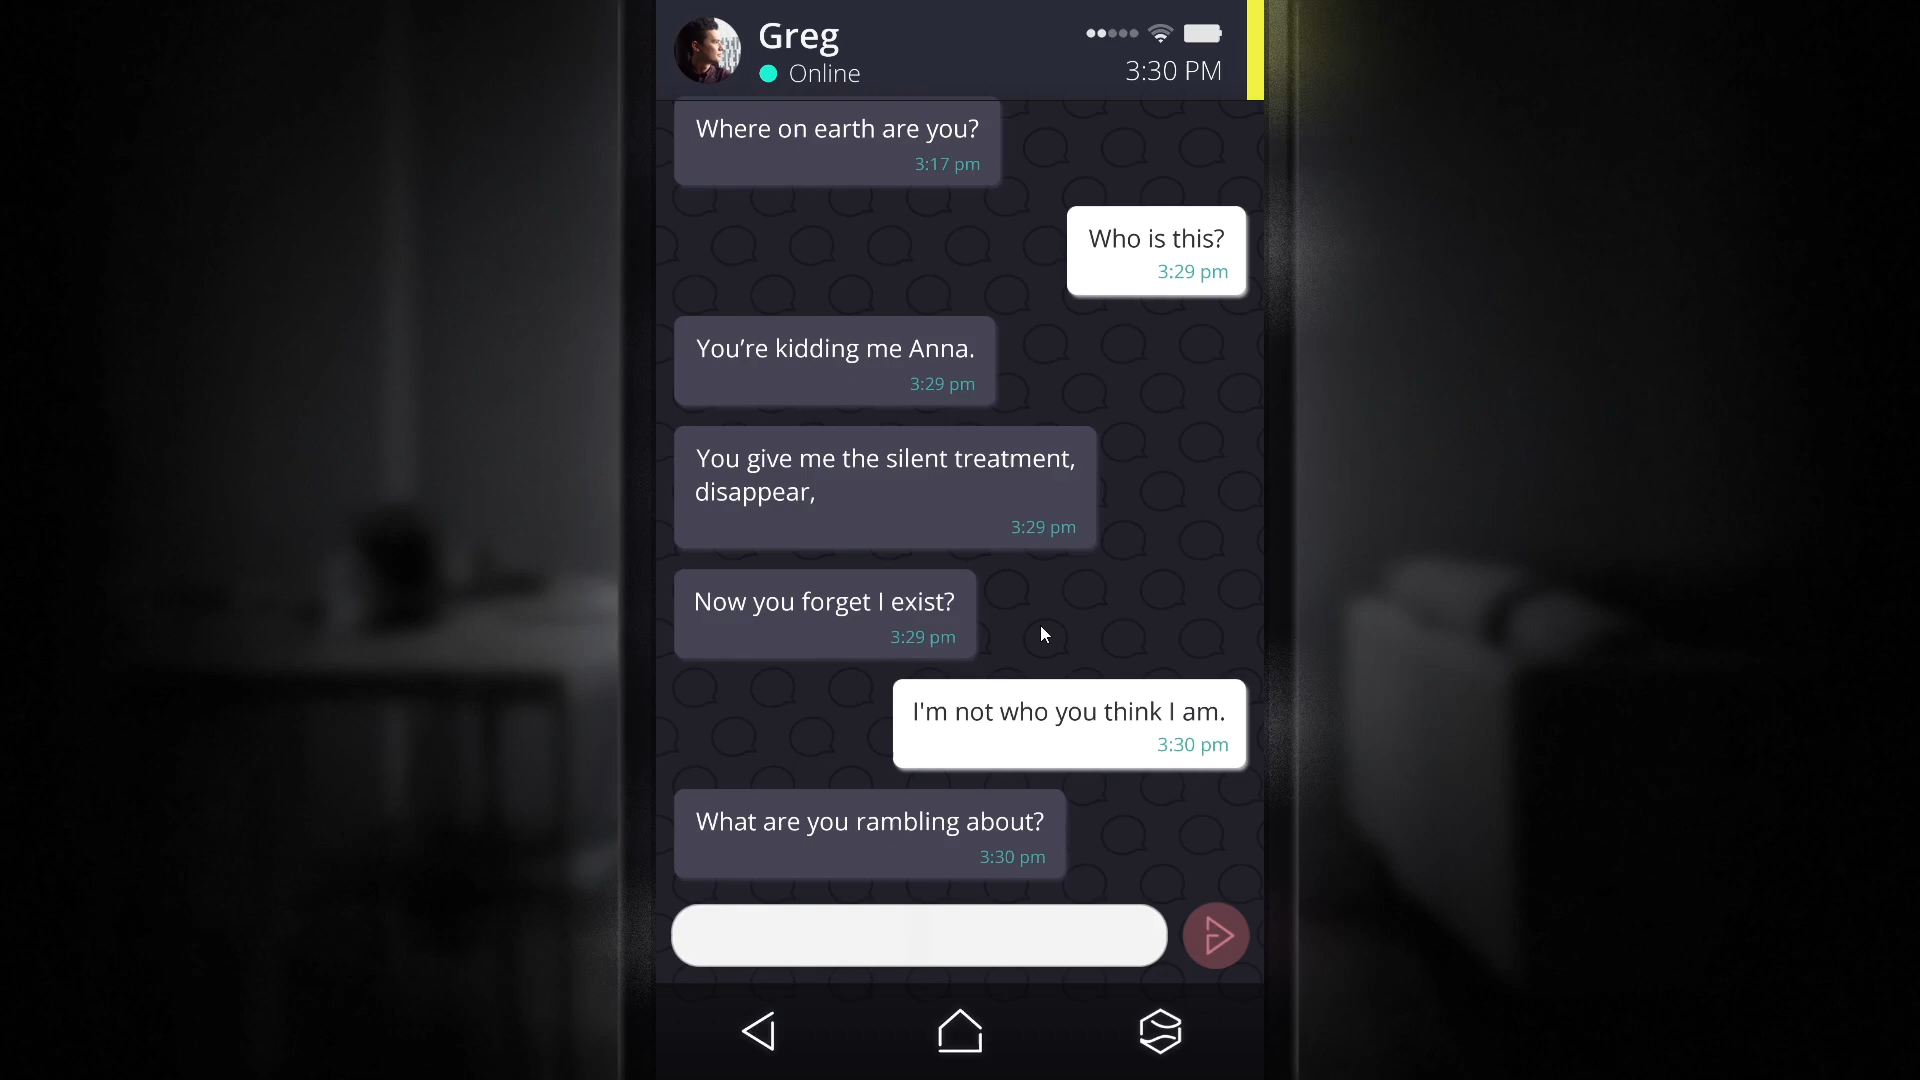 Greg
Online
3:30 PM
Where on earth are you?
3:17 pm
Who is this?
3:29 pm
You’re kidding me Anna.
3:29 pm
You give me the silent treatment,
disappear,
3:29 pm
Now you forget I exist?
3:29 pm
I'm not who you think I am.
3:30 pm
What are you rambling about?
3:30 pm